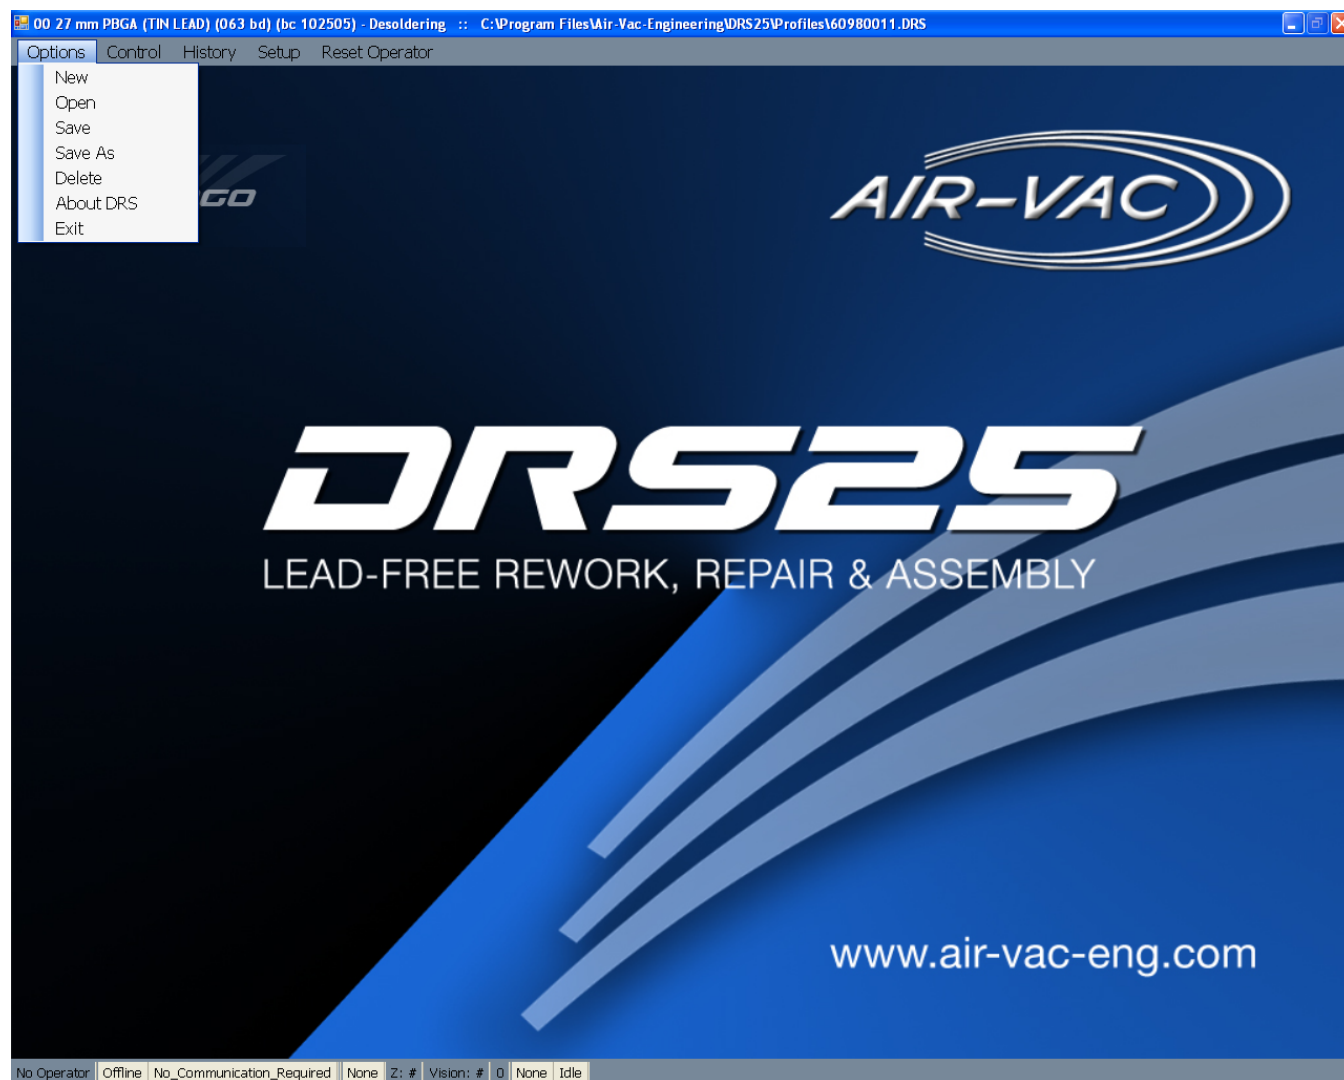 00 27 mm PBGA (TIN LEAD) (063 bd) (bc 102505) - Desoldering :: C:\Program Files\Air-Vac-Engineering\DRS25\Profiles\60980011.DRS
Options Control History Setup Reset Operator
New
Open
Save
Save As
Delete
About DRS
Exit
AIR-VAC
DRS25
LEAD-FREE REWORK, REPAIR & ASSEMBLY
www.air-vac-eng.com
No Operator Offline No_Communication_Required None Z: # Vision: # 0 None Idle